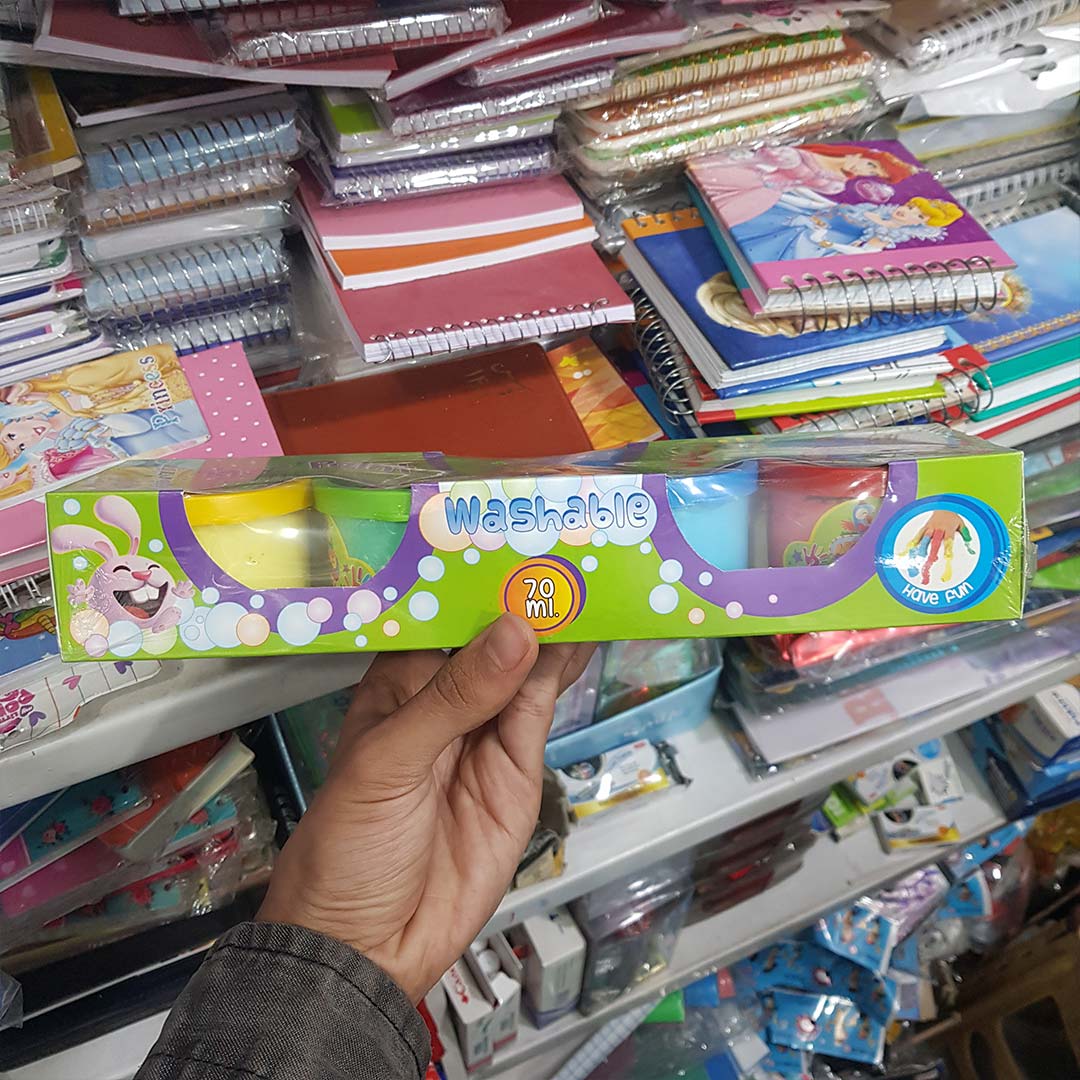 Princess
Washable
70
ml.
Have fun